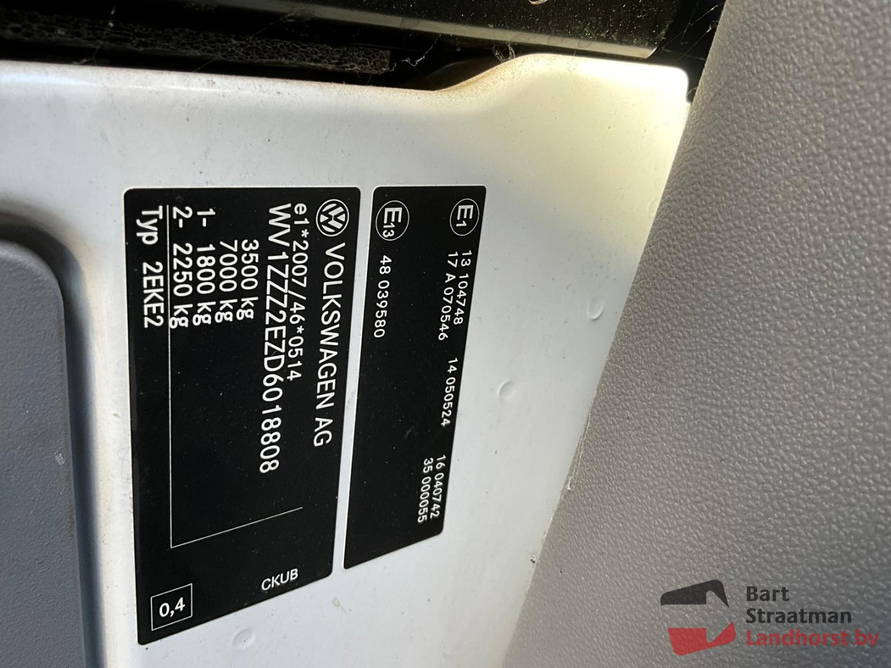 VOLKSWAGEN AG
e1*2007/46*0514
WV1ZZZ2EZD6018808
3500 kg
7000 kg
1- 1800 kg
2- 2250 kg
Typ 2EKE2
CKUB
0,4
E1 13 104748 14 050524 16 040742
17 A 070546 35 000055
E13 48 039580
Bart
Straatman
Landhorst bv